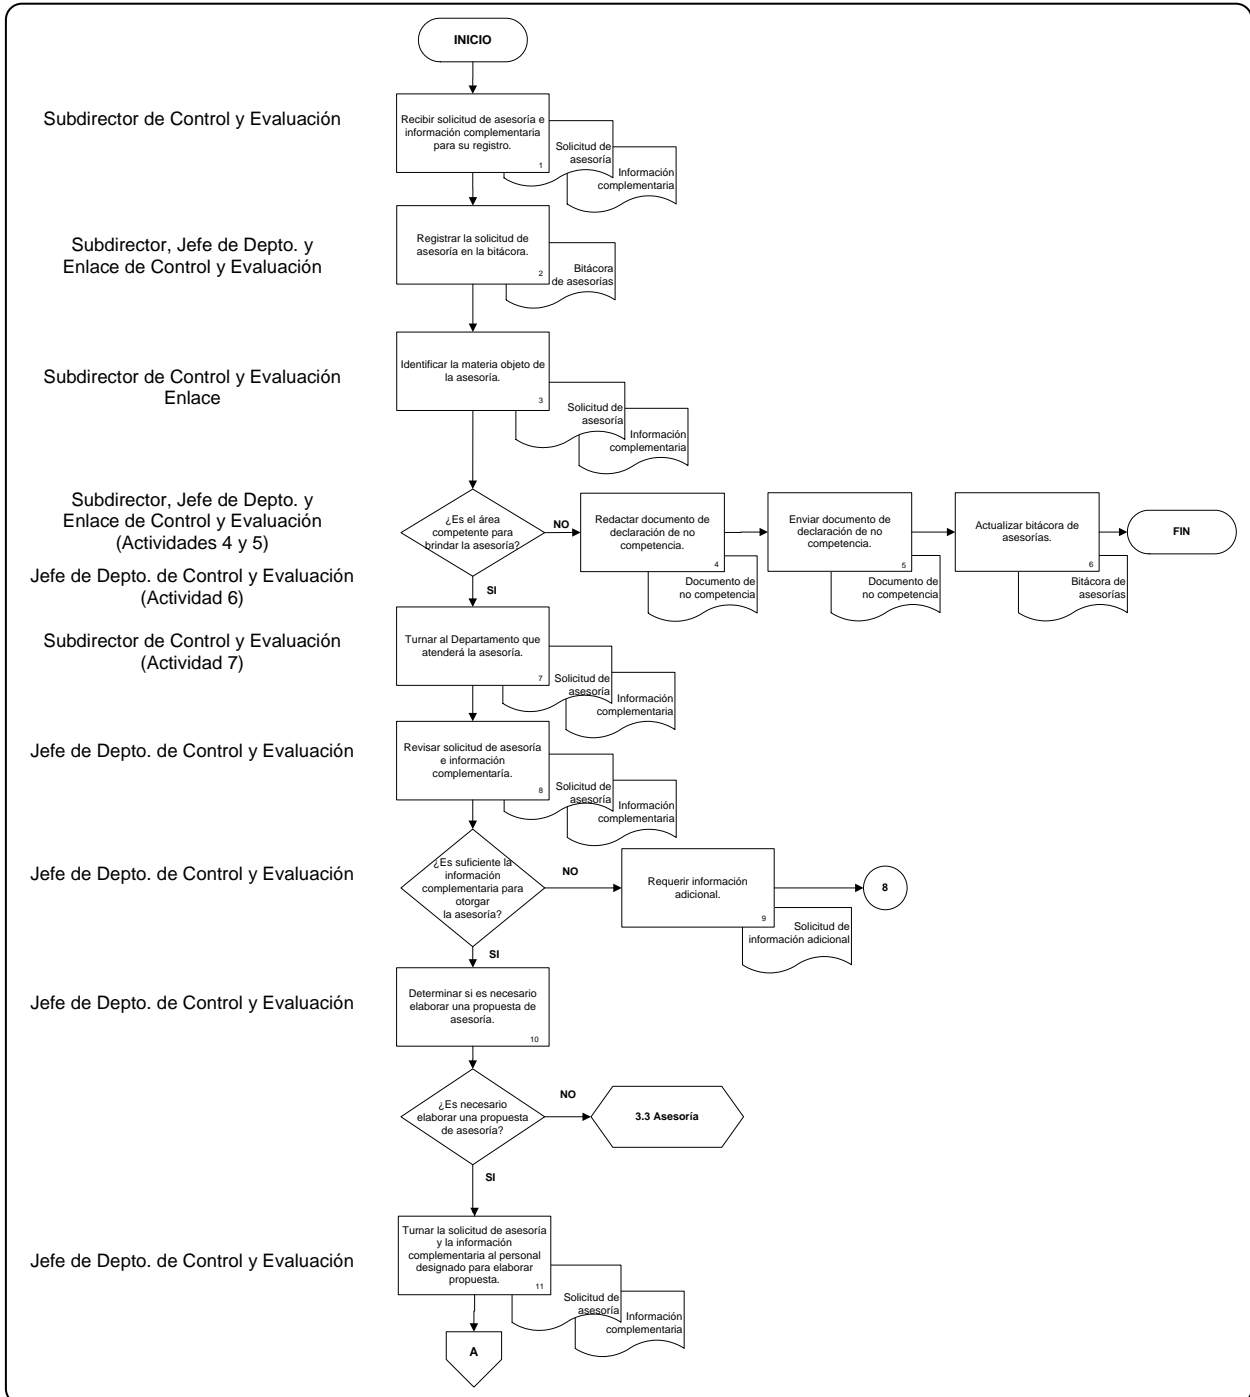 INICIO
Subdirector de Control y Evaluación
Recibir solicitud de asesoría e
información complementaria
para su registro.
1
Solicitud de
asesoría
Información
complementaria
Subdirector, Jefe de Depto. y
Enlace de Control y Evaluación
Registrar la solicitud de
asesoría en la bitácora.
2
Bitácora
de asesorías
Subdirector de Control y Evaluación
Enlace
Identificar la materia objeto de
la asesoría.
3
Solicitud de
asesoría
Información
complementaria
Subdirector, Jefe de Depto. y
Enlace de Control y Evaluación
(Actividades 4 y 5)
Jefe de Depto. de Control y Evaluación
(Actividad 6)
¿Es el área
competente para
brindar la asesoría?
NO
Redactar documento de
declaración de no
competencia.
4
Documento de
no competencia
Enviar documento de
declaración de no
competencia.
5
Documento de
no competencia
Actualizar bitácora de
asesorías.
6
Bitácora de
asesorías
FIN
SI
Subdirector de Control y Evaluación
(Actividad 7)
Turnar al Departamento que
atenderá la asesoría.
7
Solicitud de
asesoría
Información
complementaria
Jefe de Depto. de Control y Evaluación
Revisar solicitud de asesoría
e información
complementaría.
8
Solicitud de
asesoría
Información
complementaria
Jefe de Depto. de Control y Evaluación
¿Es suficiente la
información
complementaria para
otorgar
la asesoría?
NO
Requerir información
adicional.
9
Solicitud de
información adicional
8
SI
Jefe de Depto. de Control y Evaluación
Determinar si es necesario
elaborar una propuesta de
asesoría.
10
¿Es necesario
elaborar una propuesta
de asesoría?
NO
3.3 Asesoría
SI
Jefe de Depto. de Control y Evaluación
Turnar la solicitud de asesoría
y la información
complementaria al personal
designado para elaborar
propuesta.
11
Solicitud de
asesoría
Información
complementaria
A